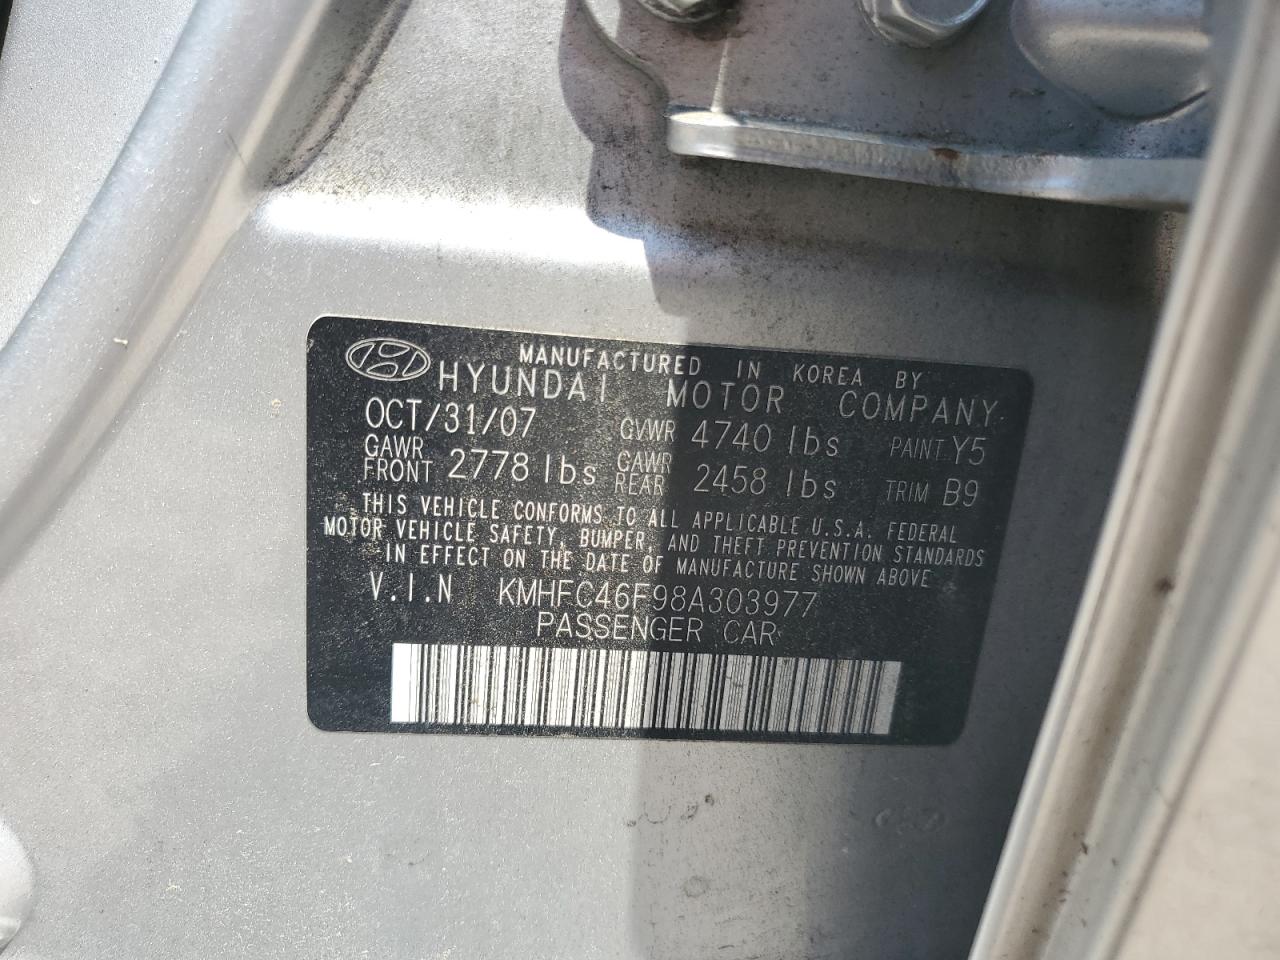 MANUFACTURED IN KOREA BY
HYUNDAI MOTOR COMPANY
OCT/31/07 GVWR 4740 lbs PAINT Y5
GAWR FRONT 2778 lbs GAWR REAR 2458 lbs TRIM B9
THIS VEHICLE CONFORMS TO ALL APPLICABLE U.S.A. FEDERAL
MOTOR VEHICLE SAFETY, BUMPER, AND THEFT PREVENTION STANDARDS
IN EFFECT ON THE DATE OF MANUFACTURE SHOWN ABOVE
V.I.N KMHFC46F98A303977
PASSENGER CAR